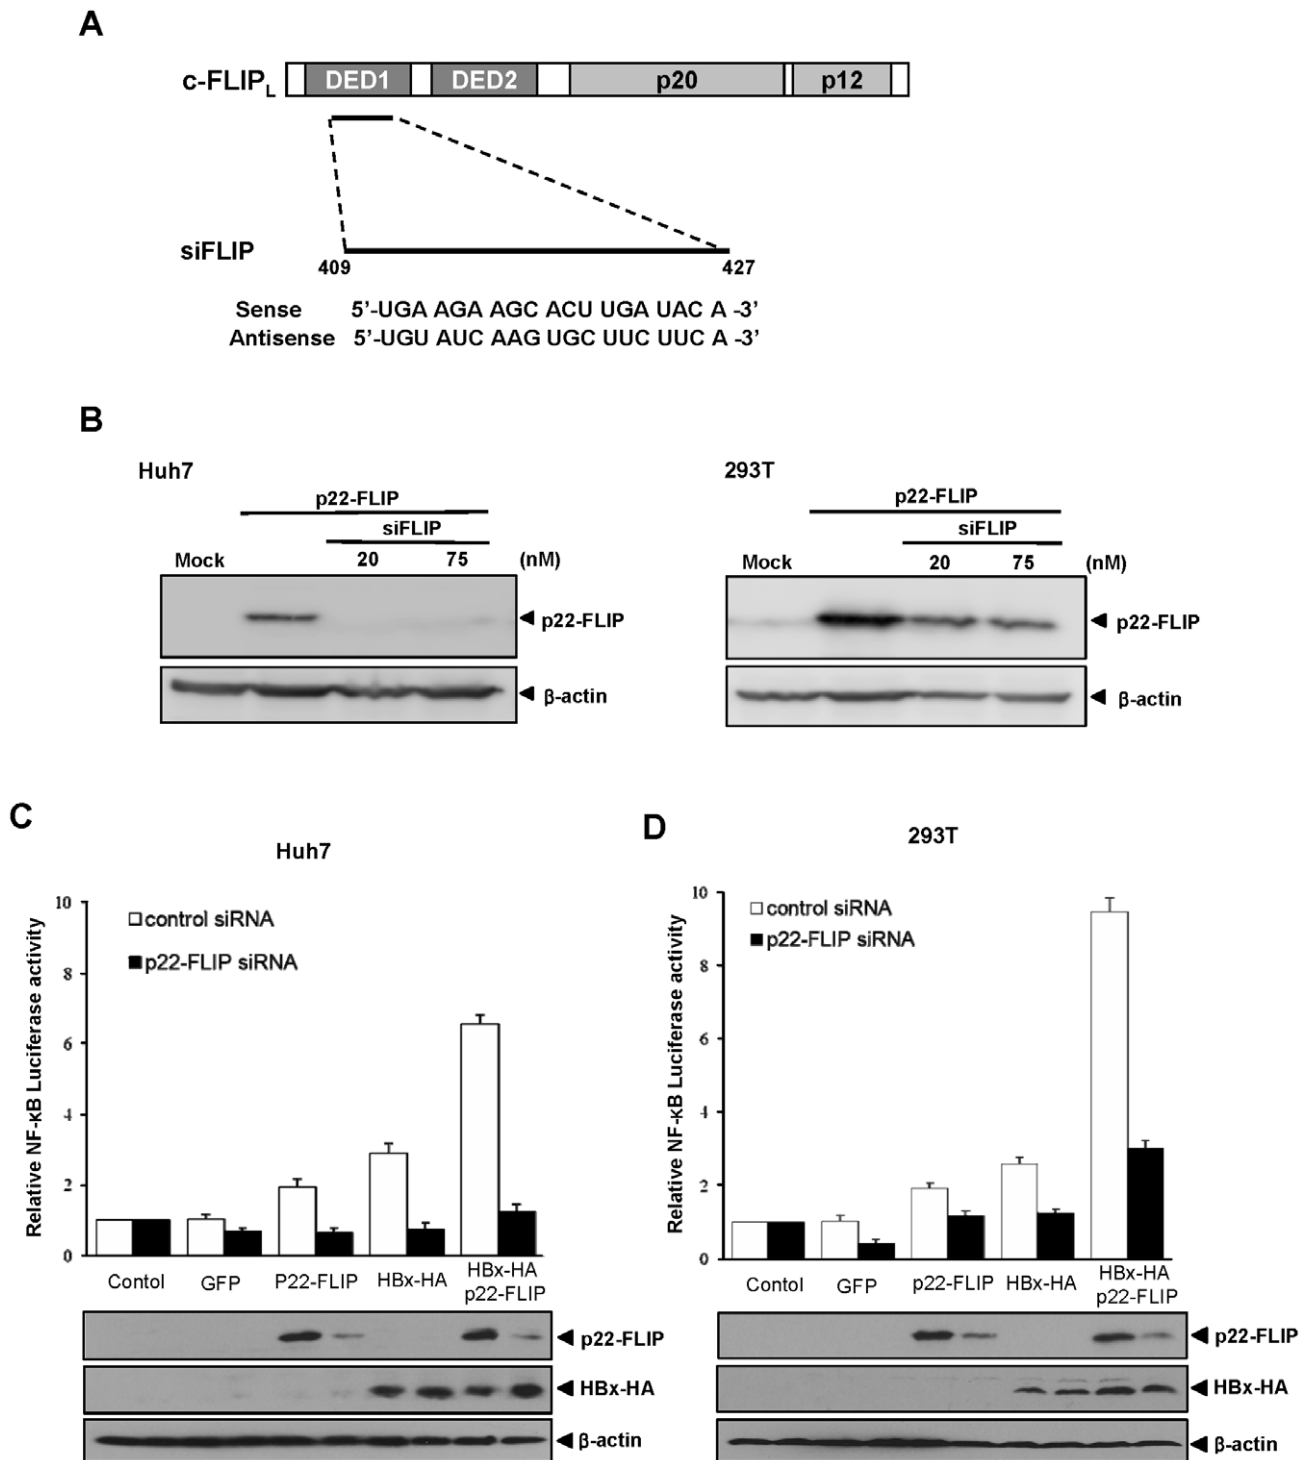 A
c-FLIPL
DED1 DED2 p20 p12
siFLIP
409 427
Sense 5’-UGA AGA AGC ACU UGA UAC A -3’
Antisense 5’-UGU AUC AAG UGC UUC UUC A -3’
B
Huh7
p22-FLIP
siFLIP
Mock 20 75 (nM)
p22-FLIP
β-actin
293T
p22-FLIP
siFLIP
Mock 20 75 (nM)
p22-FLIP
β-actin
C
Huh7
Relative NF-κB Luciferase activity
10
8
6
4
2
0
control siRNA
p22-FLIP siRNA
Contol GFP P22-FLIP HBx-HA HBx-HA
p22-FLIP
p22-FLIP
HBx-HA
β-actin
D
293T
Relative NF-κB Luciferase activity
10
8
6
4
2
0
control siRNA
p22-FLIP siRNA
Contol GFP p22-FLIP HBx-HA HBx-HA
p22-FLIP
p22-FLIP
HBx-HA
β-actin